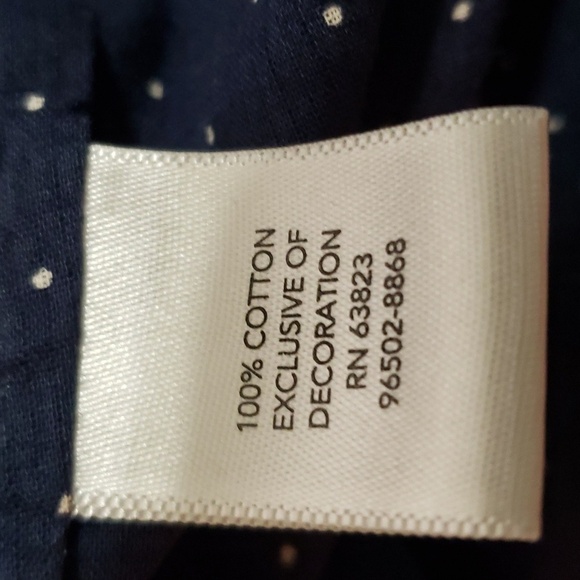 100% COTTON
EXCLUSIVE OF
DECORATION
RN 63823
96502-8868